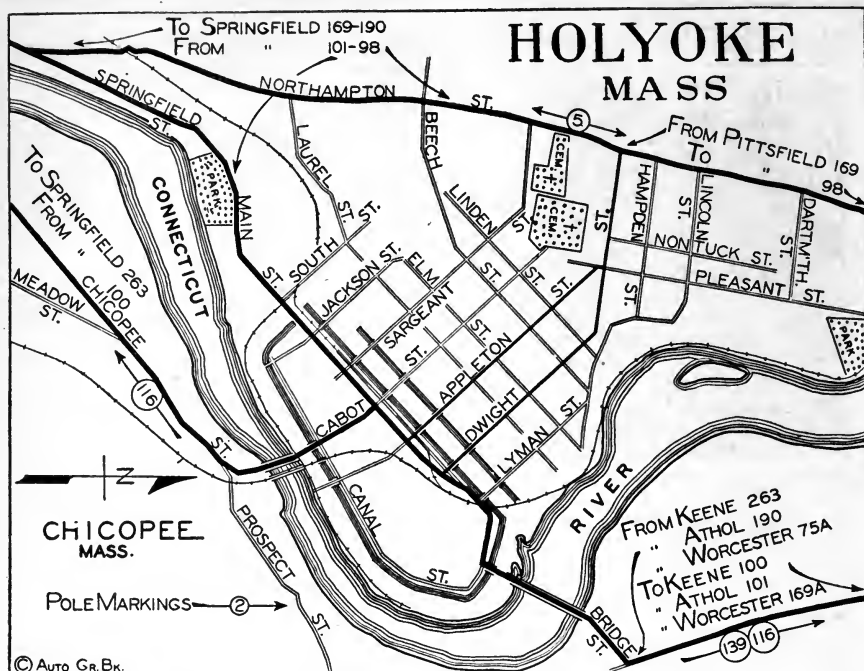 HOLYOKE
MASS
TO SPRINGFIELD 169-190
FROM " 101-98
NORTHAMPTON ST.
5
FROM PITTSFIELD 169
TO " 98
SPRINGFIELD ST.
PARK
MAIN ST.
LAUREL ST.
BEECH ST.
LINDEN ST.
CEM.
CEM.
HAMPDEN ST.
LINCOLN ST.
DARTMTH. ST.
NONTUCK ST.
PLEASANT ST.
PARK
ST.
SOUTH ST.
JACKSON ST.
ELM ST.
SARGEANT ST.
CABOT ST.
APPLETON
DWIGHT
LYMAN ST.
CANAL ST.
CONNECTICUT
RIVER
TO SPRINGFIELD 263
FROM " 100
CHICOPEE ST.
MEADOW ST.
116
N
CHICOPEE
MASS.
PROSPECT ST.
POLE MARKINGS 2
BRIDGE ST.
FROM KEENE 263
" ATHOL 190
" WORCESTER 75A
TO KEENE 100
" ATHOL 101
" WORCESTER 169A
139 116
© AUTO GR. BK.